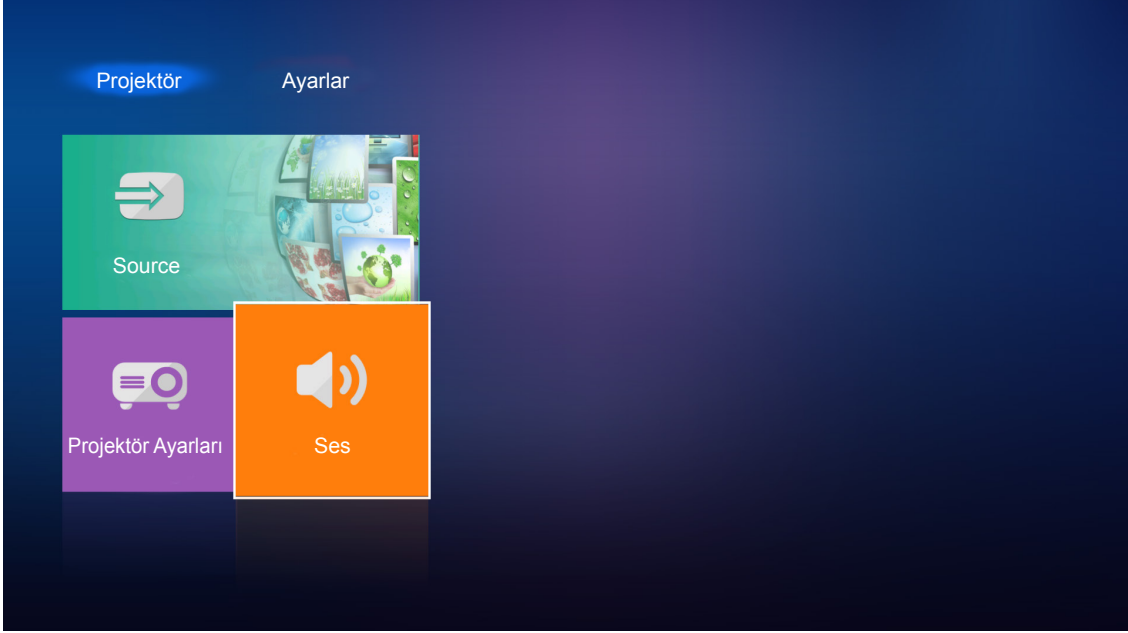 Projektör
Ayarlar
Source
Projektör Ayarları
Ses